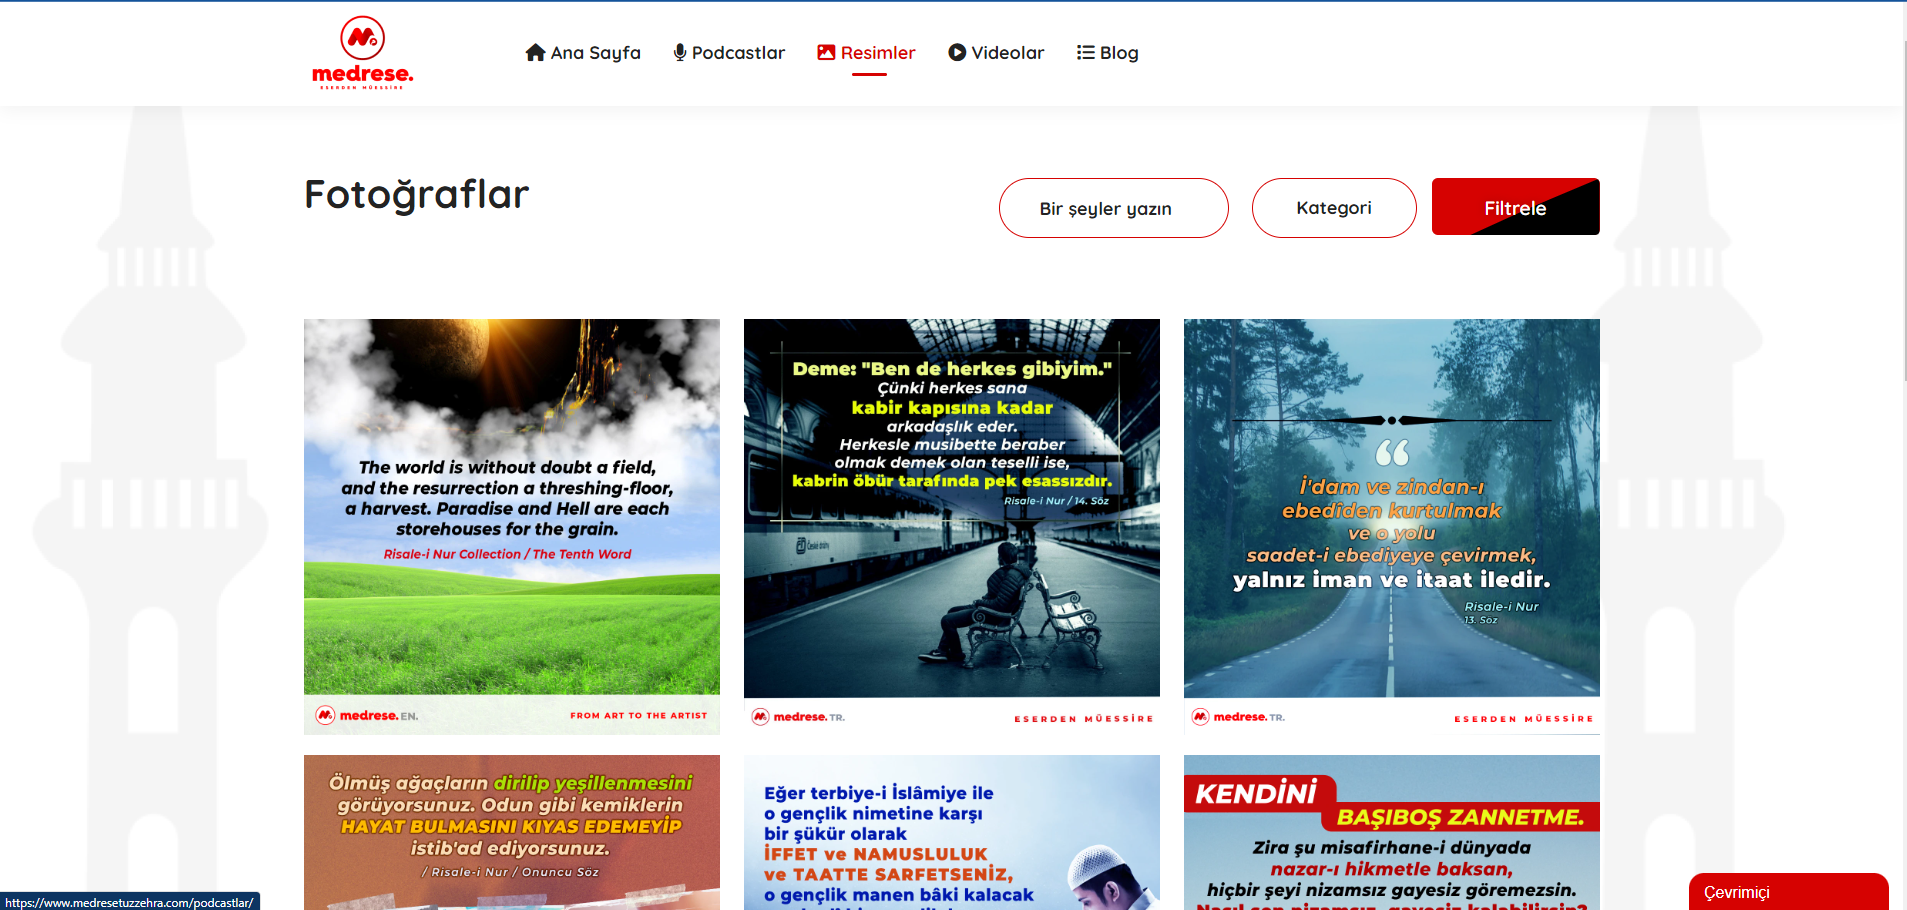 medrese.
ESERDEN MÜESSİRE
Ana Sayfa
Podcastlar
Resimler
Videolar
Blog
Fotoğraflar
Bir şeyler yazın
Kategori
Filtrele
The world is without doubt a field,
and the resurrection a threshing-floor,
a harvest. Paradise and Hell are each
storehouses for the grain.
Risale-i Nur Collection / The Tenth Word
medrese.EN.
FROM ART TO THE ARTIST
Deme: "Ben de herkes gibiyim."
Çünki herkes sana
kabir kapısına kadar
arkadaşlık eder.
Herkesle musibette beraber
olmak demek olan teselli ise,
kabrin öbür tarafında pek esassızdır.
Risale-i Nur / 14. Söz
České dráhy
medrese.TR.
ESERDEN MÜESSİRE
“
İ'dam ve zindan-ı
ebedîden kurtulmak
ve o yolu
saadet-i ebediyeye çevirmek,
yalnız iman ve itaat iledir.
Risale-i Nur
13. Söz
medrese.TR.
ESERDEN MÜESSİRE
Ölmüş ağaçların dirilip yeşillenmesini
görüyorsunuz. Odun gibi kemiklerin
HAYAT BULMASINI KIYAS EDEMEYİP
istib'ad ediyorsunuz.
/ Risale-i Nur / Onuncu Söz
Eğer terbiye-i İslâmiye ile
o gençlik nimetine karşı
bir şükür olarak
İFFET ve NAMUSLULUK
ve TAATTE SARFETSENİZ,
o gençlik manen bâki kalacak
KENDİNİ
BAŞIBOŞ ZANNETME.
Zira şu misafirhane-i dünyada
nazar-ı hikmetle baksan,
hiçbir şeyi nizamsız gayesiz göremezsin.
Nasıl sen nizamsız, gayesiz kalabilirsin?
Çevrimiçi
https://www.medresetuzzehra.com/podcastlar/